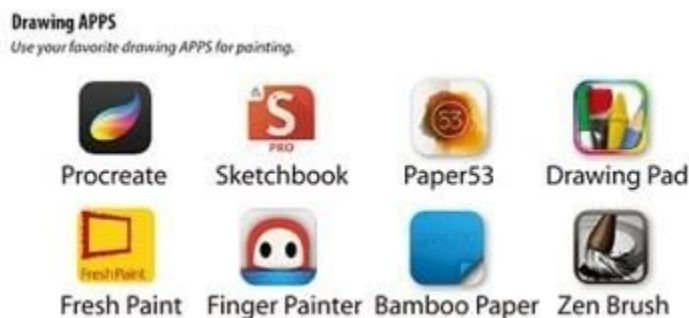 Drawing APPS
Use your favorite drawing APPS for painting.
S
PRO
53
Procreate Sketchbook Paper53 Drawing Pad
Fresh Paint
Fresh Paint Finger Painter Bamboo Paper Zen Brush